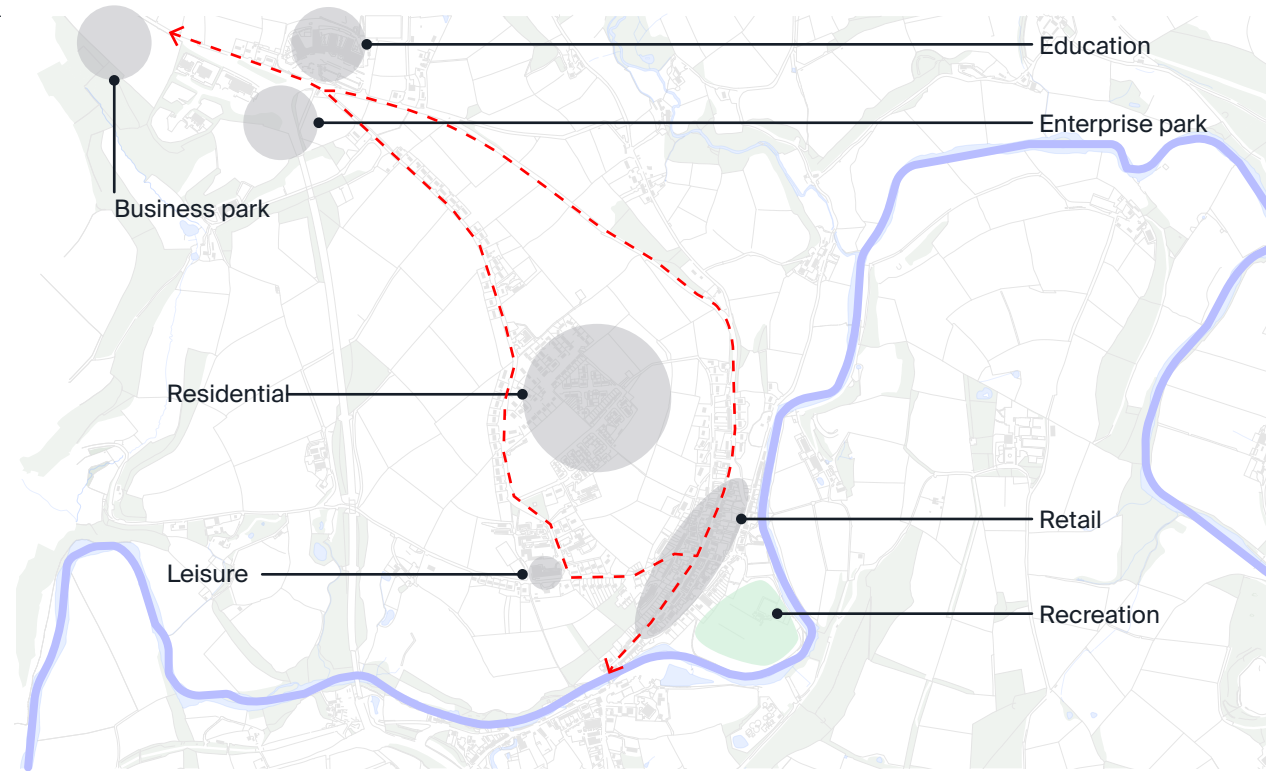 Education
Enterprise park
Business park
Residential
Retail
Leisure
Recreation